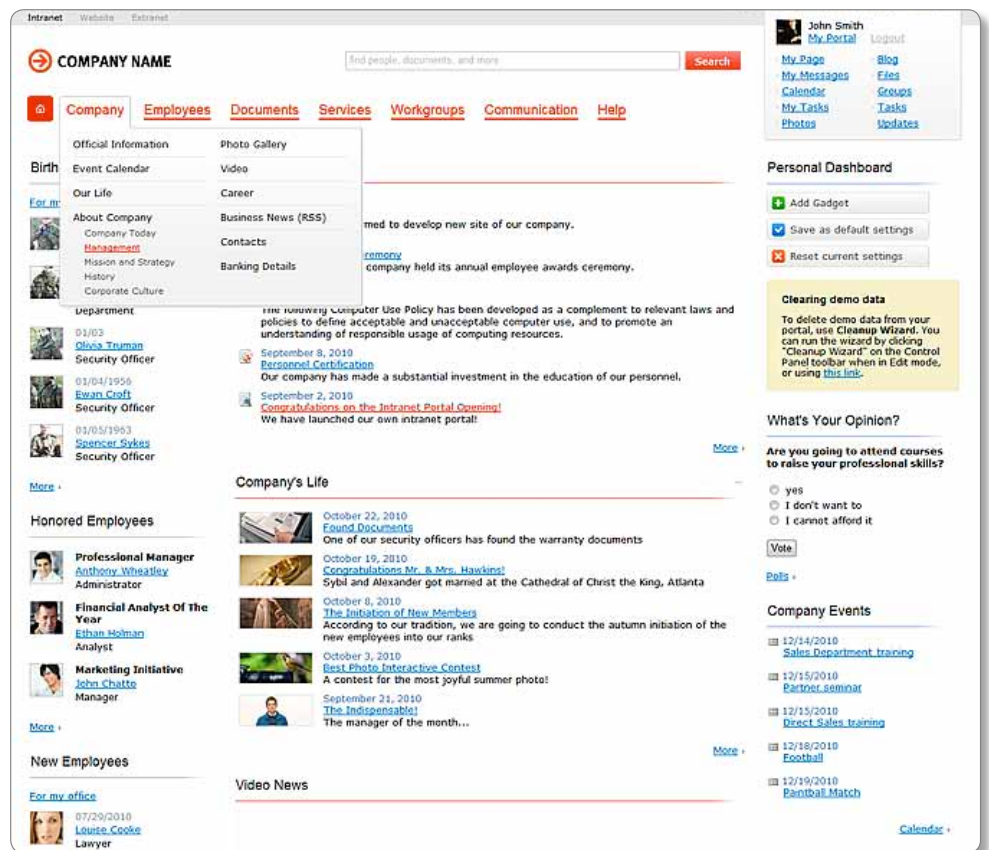 Intranet Website Extranet
COMPANY NAME
find people, documents, and more
Search
John Smith
My Portal Logout
My Page Blog
My Messages Files
Calendar Groups
My Tasks Tasks
Photos Updates
Company Employees Documents Services Workgroups Communication Help
Official Information
Event Calendar
Our Life
About Company
Company Today
Management
Mission and Strategy
History
Corporate Culture
Photo Gallery
Video
Career
Business News (RSS)
Contacts
Banking Details
Birth
For m
Department
01/03
Olivia Truman
Security Officer
01/04/1956
Ewan Croft
Security Officer
01/05/1963
Spencer Sykes
Security Officer
More
Honored Employees
Professional Manager
Anthony Wheatley
Administrator
Financial Analyst Of The
Year
Ethan Holman
Analyst
Marketing Initiative
John Chatto
Manager
More
New Employees
For my office
07/29/2010
Louise Cooke
Lawyer
med to develop new site of our company.
remony
company held its annual employee awards ceremony.
The following Computer Use Policy has been developed as a complement to relevant laws and
policies to define acceptable and unacceptable computer use, and to promote an
understanding of responsible usage of computing resources.
September 8, 2010
Personnel Certification
Our company has made a substantial investment in the education of our personnel.
September 2, 2010
Congratulations on the Intranet Portal Opening!
We have launched our own intranet portal!
More
Company's Life
October 22, 2010
Found Documents
One of our security officers has found the warranty documents
October 19, 2010
Congratulations Mr. & Mrs. Hawkins!
Sybil and Alexander got married at the Cathedral of Christ the King, Atlanta
October 8, 2010
The Initiation of New Members
According to our tradition, we are going to conduct the autumn initiation of the
new employees into our ranks
October 3, 2010
Best Photo Interactive Contest
A contest for the most joyful summer photo!
September 21, 2010
The Indispensable!
The manager of the month...
More
Video News
Personal Dashboard
Add Gadget
Save as default settings
Reset current settings
Clearing demo data
To delete demo data from your
portal, use Cleanup Wizard. You
can run the wizard by clicking
"Cleanup Wizard" on the Control
Panel toolbar when in Edit mode,
or using this link.
What's Your Opinion?
Are you going to attend courses
to raise your professional skills?
yes
I don't want to
I cannot afford it
Vote
Polls
Company Events
12/14/2010
Sales Department training
12/15/2010
Partner seminar
12/15/2010
Direct Sales training
12/18/2010
Football
12/19/2010
Paintball Match
Calendar